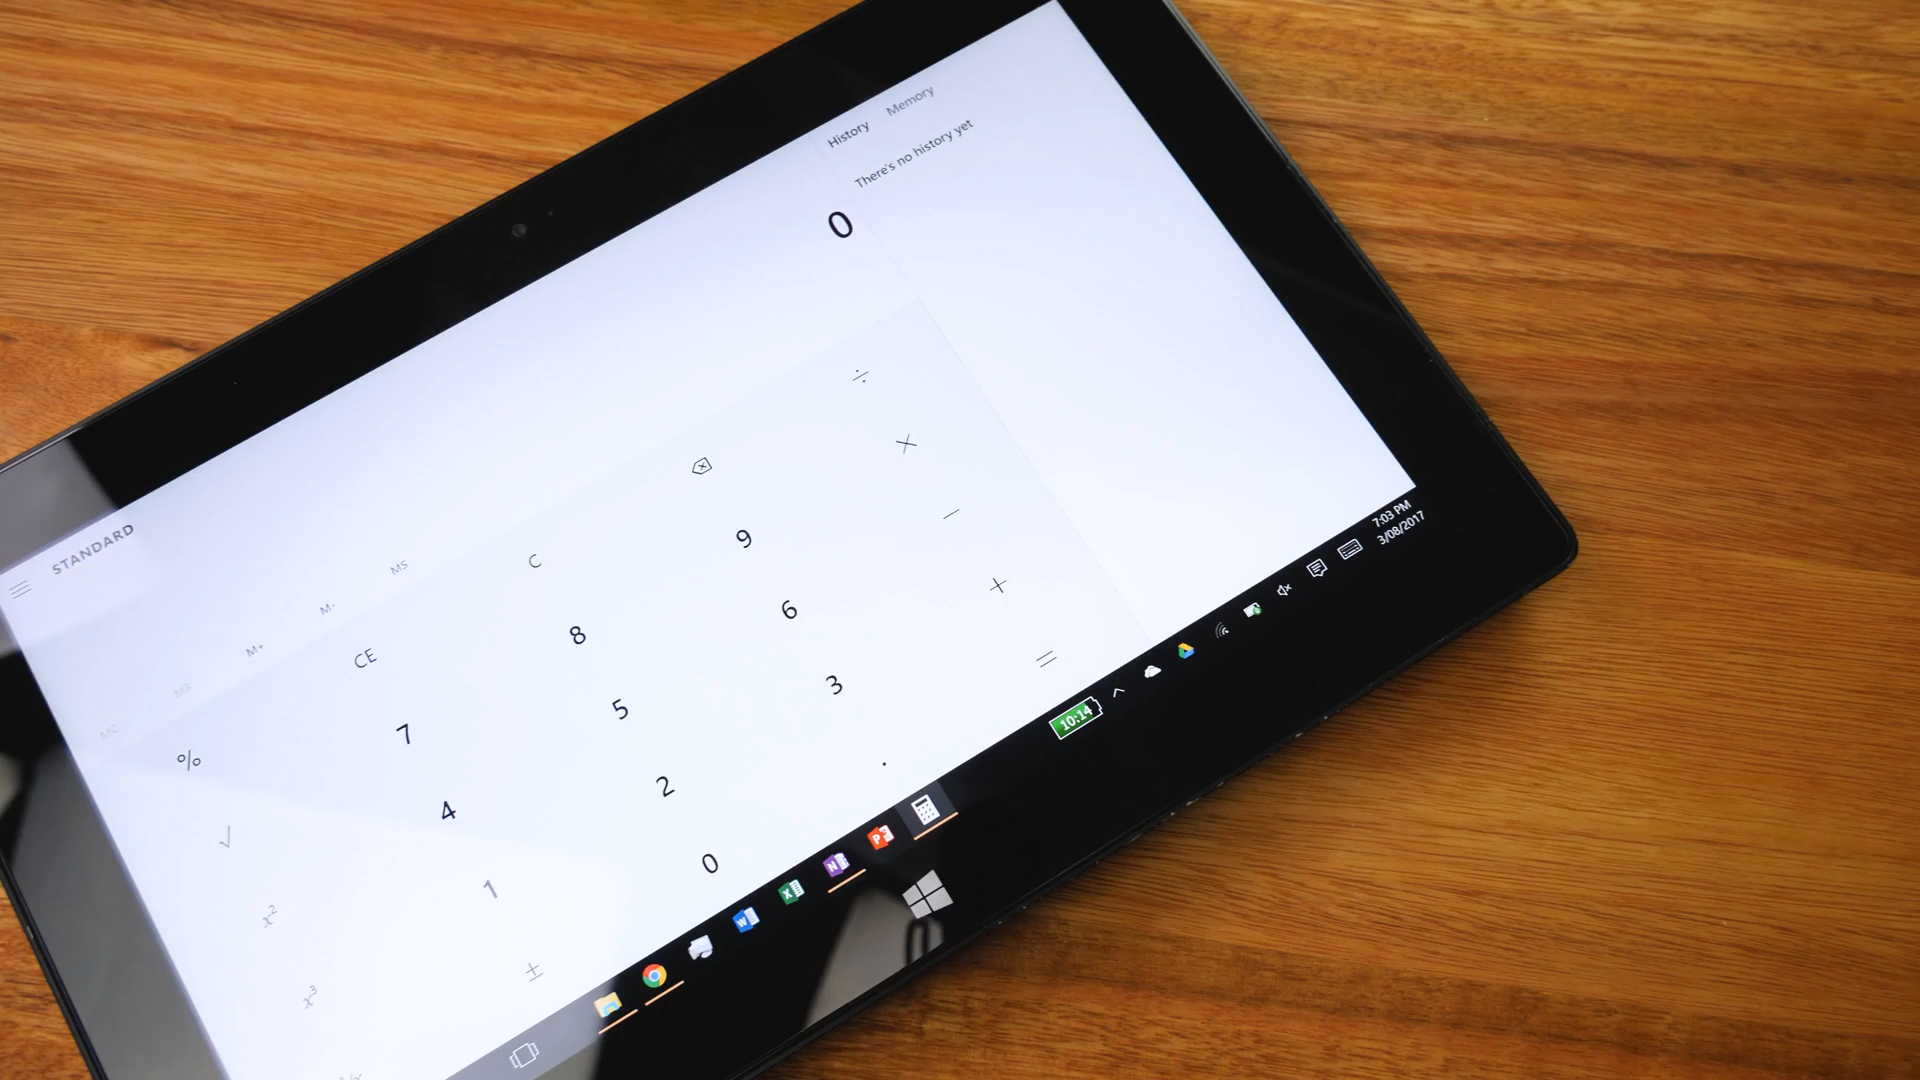 History Memory
There's no history yet
0
STANDARD
MC MR M+ M- MS
% CE C ⌫ ÷
√ 7 8 9 ×
x² 4 5 6 −
x³ 1 2 3 +
± 0 . =
10:14
7:03 PM
3/08/2017